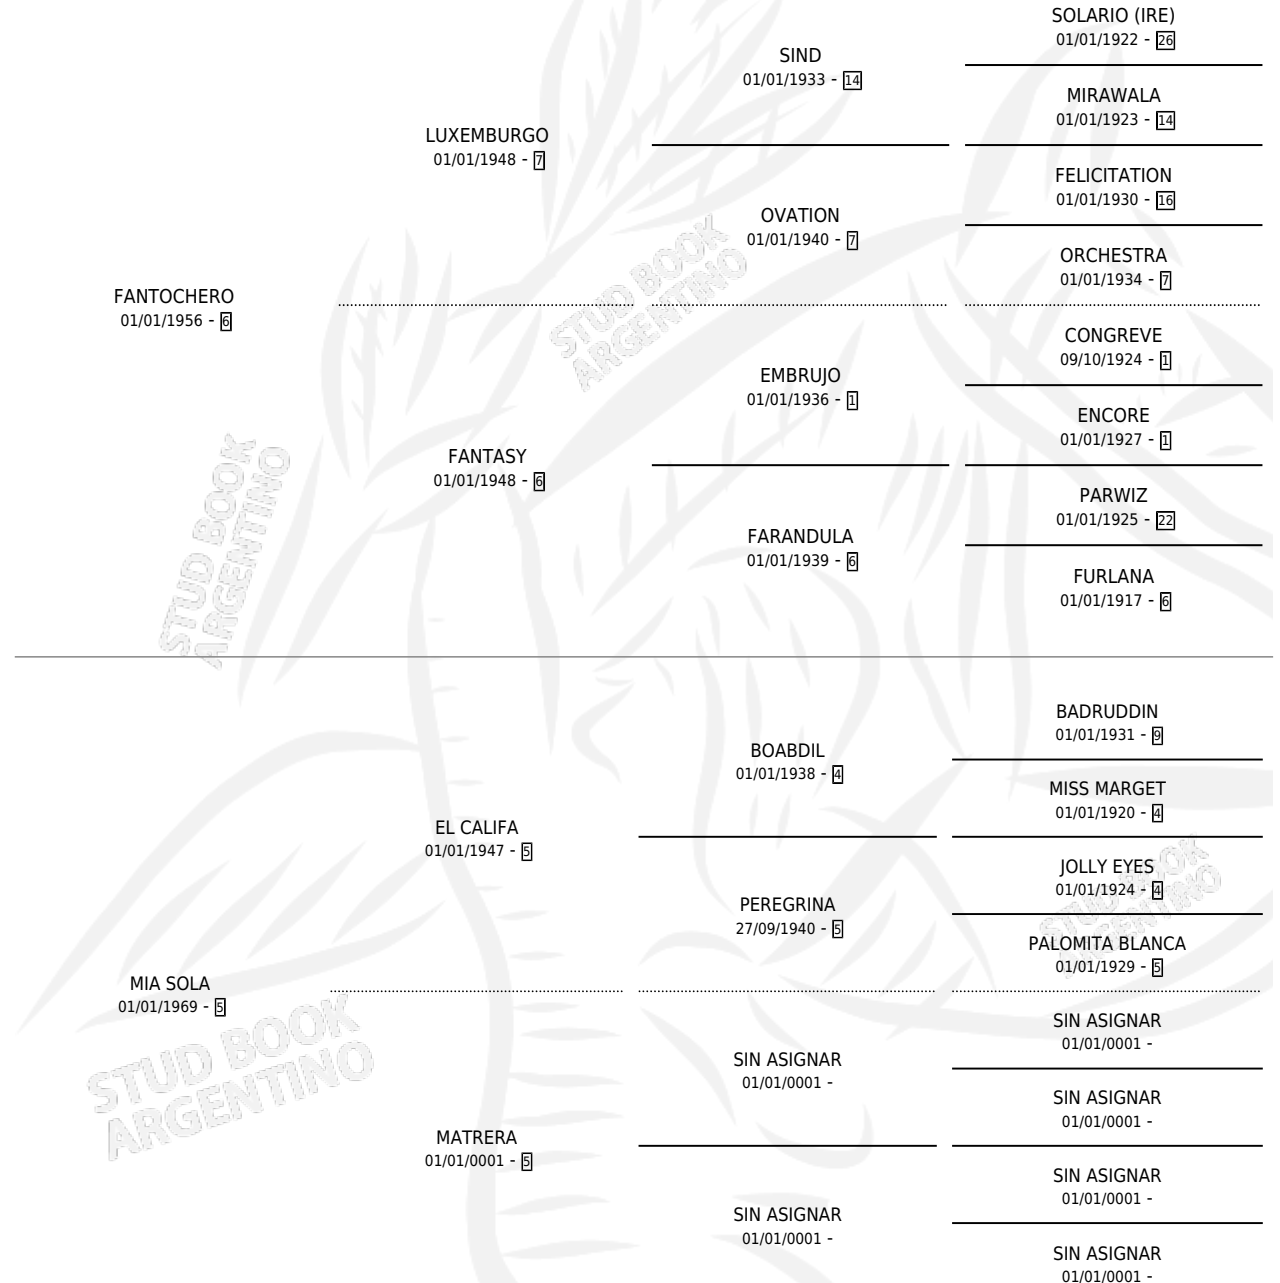 SOLARIO (IRE)
01/01/1922 - 26
SIND
01/01/1933 - 14
MIRAWALA
01/01/1923 - 14
LUXEMBURGO
01/01/1948 - 7
FELICITATION
01/01/1930 - 16
OVATION
01/01/1940 - 7
ORCHESTRA
01/01/1934 - 7
FANTOCHERO
01/01/1956 - 6
CONGREVE
09/10/1924 - 1
EMBRUJO
01/01/1936 - 1
ENCORE
01/01/1927 - 1
FANTASY
01/01/1948 - 6
PARWIZ
01/01/1925 - 22
FARANDULA
01/01/1939 - 6
FURLANA
01/01/1917 - 6
BADRUDDIN
01/01/1931 - 9
BOABDIL
01/01/1938 - 4
MISS MARGET
01/01/1920 - 4
EL CALIFA
01/01/1947 - 5
JOLLY EYES
01/01/1924 - 4
PEREGRINA
27/09/1940 - 5
PALOMITA BLANCA
01/01/1929 - 5
MIA SOLA
01/01/1969 - 5
SIN ASIGNAR
01/01/0001 -
SIN ASIGNAR
01/01/0001 -
SIN ASIGNAR
01/01/0001 -
MATRERA
01/01/0001 - 5
SIN ASIGNAR
01/01/0001 -
SIN ASIGNAR
01/01/0001 -
SIN ASIGNAR
01/01/0001 -
STUD BOOK
ARGENTINO
STUD BOOK
ARGENTINO
STUD BOOK
ARGENTINO
STUD BOOK
ARGENTINO